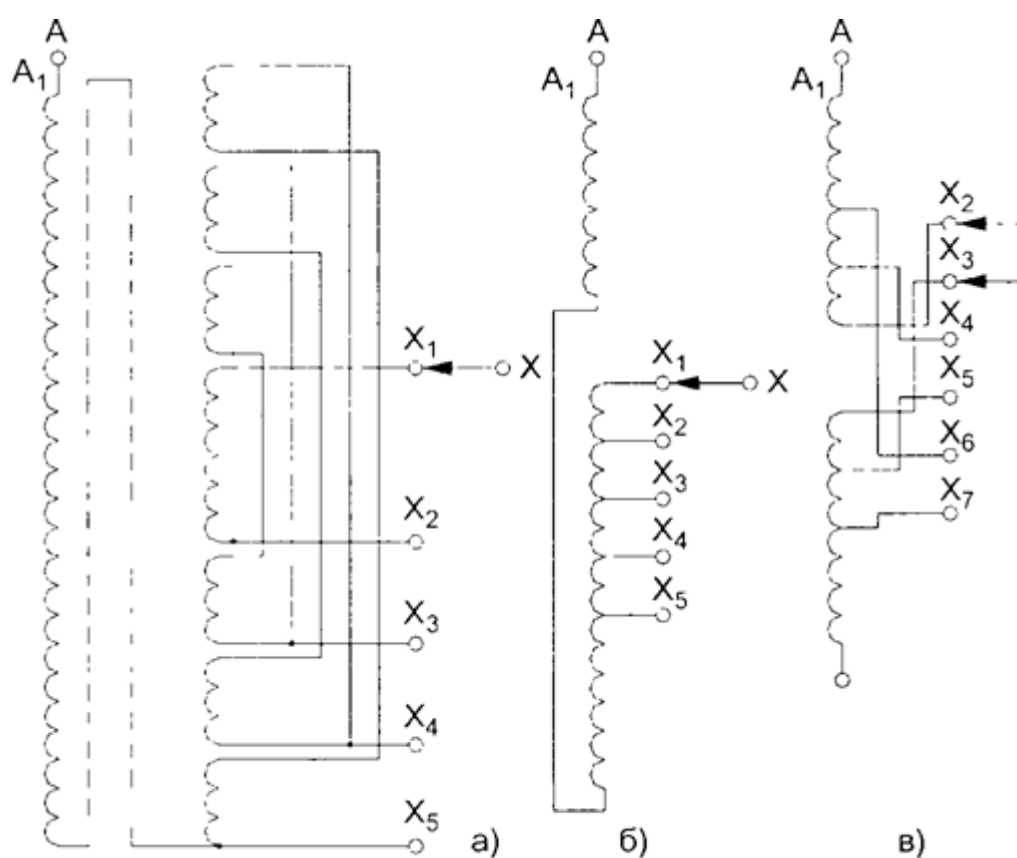 A
A₁
X₁
X
X₂
X₃
X₄
X₅
а)
A
A₁
X₁
X
X₂
X₃
X₄
X₅
б)
A
A₁
X₂
X₃
X₄
X₅
X₆
X₇
в)